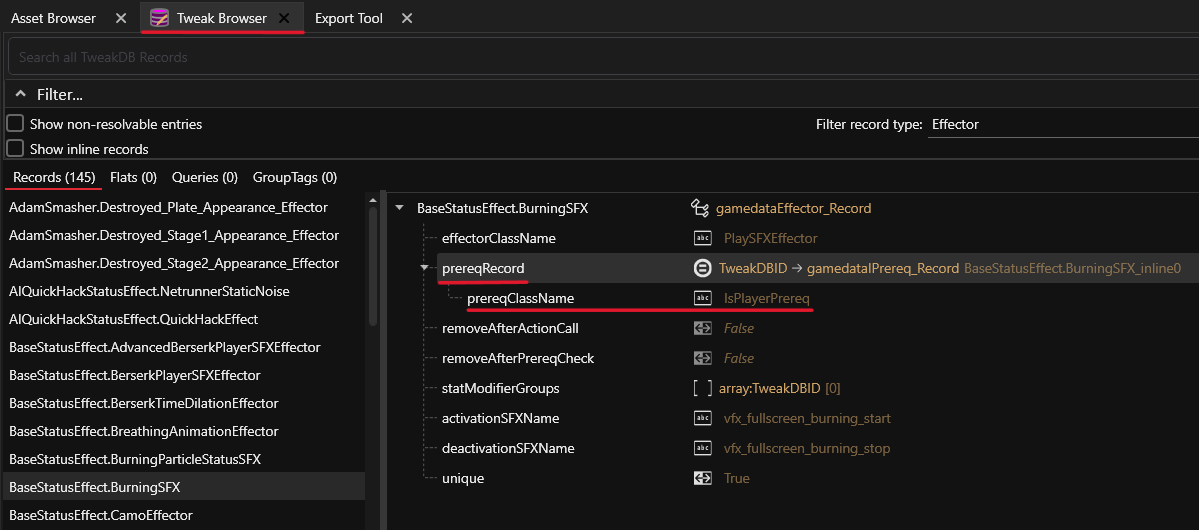 Asset Browser Tweak Browser Export Tool
Search all TweakDB Records
Filter...
Show non-resolvable entries
Filter record type: Effector
Show inline records
Records (145) Flats (0) Queries (0) GroupTags (0)
AdamSmasher.Destroyed_Plate_Appearance_Effector
AdamSmasher.Destroyed_Stage1_Appearance_Effector
AdamSmasher.Destroyed_Stage2_Appearance_Effector
AIQuickHackStatusEffect.NetrunnerStaticNoise
AIQuickHackStatusEffect.QuickHackEffect
BaseStatusEffect.AdvancedBerserkPlayerSFXEffector
BaseStatusEffect.BerserkPlayerSFXEffector
BaseStatusEffect.BerserkTimeDilationEffector
BaseStatusEffect.BreathingAnimationEffector
BaseStatusEffect.BurningParticleStatusSFX
BaseStatusEffect.BurningSFX
BaseStatusEffect.CamoEffector
BaseStatusEffect.BurningSFX gamedataEffector_Record
effectorClassName abc PlaySFXEffector
prereqRecord TweakDBID → gamedataIPrereq_Record BaseStatusEffect.BurningSFX_inline0
prereqClassName abc IsPlayerPrereq
removeAfterActionCall False
removeAfterPrereqCheck False
statModifierGroups [ ] array:TweakDBID [0]
activationSFXName abc vfx_fullscreen_burning_start
deactivationSFXName abc vfx_fullscreen_burning_stop
unique True